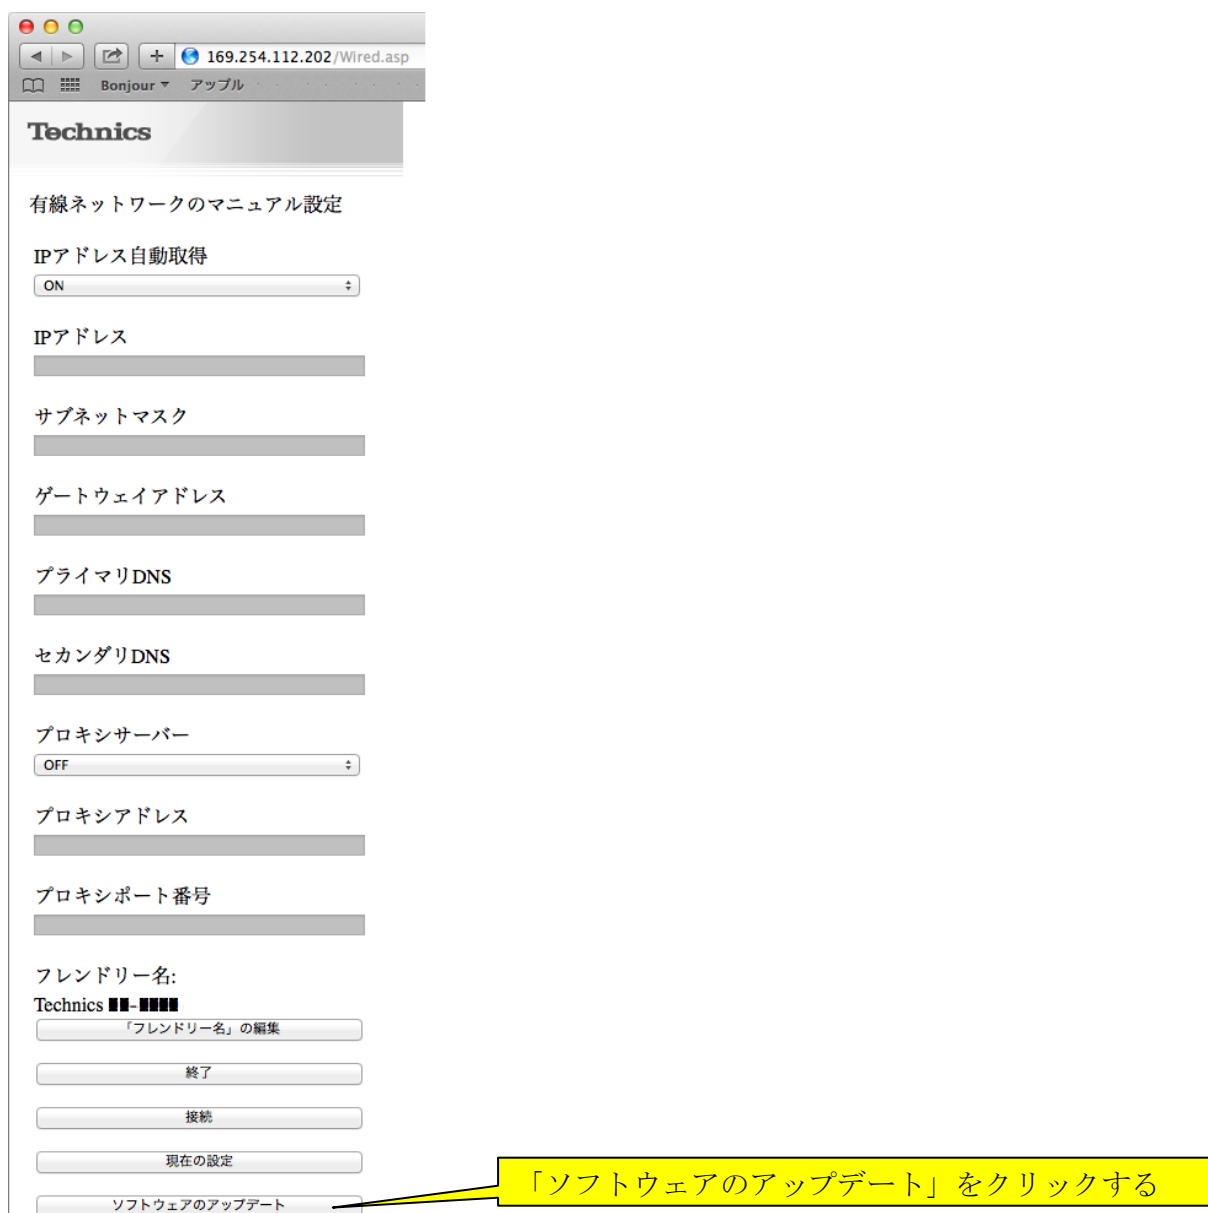 169.254.112.202/Wired.asp
Bonjour アップル
Technics
有線ネットワークのマニュアル設定
IPアドレス自動取得
ON
IPアドレス
サブネットマスク
ゲートウェイアドレス
プライマリDNS
セカンダリDNS
プロキシサーバー
OFF
プロキシアドレス
プロキシポート番号
フレンドリー名:
Technics ■■-■■■■
「フレンドリー名」の編集
終了
接続
現在の設定
ソフトウェアのアップデート
「ソフトウェアのアップデート」をクリックする